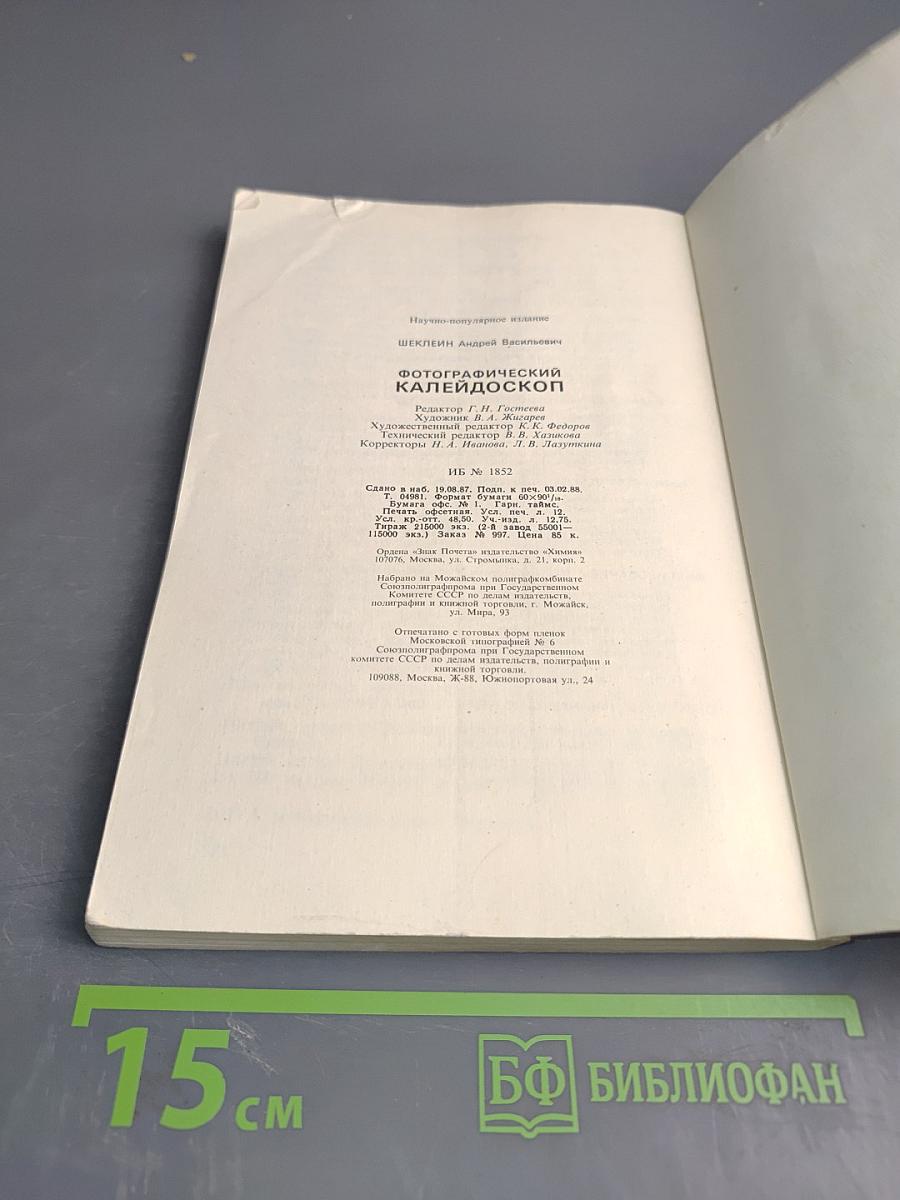 Научно-популярное издание
ШЕКЛЕИН Андрей Васильевич
ФОТОГРАФИЧЕСКИЙ
КАЛЕЙДОСКОП
Редактор Г. Н. Гостеева
Художник В. А. Жигарев
Художественный редактор К. К. Федоров
Технический редактор В. В. Хазикова
Корректоры Н. А. Иванова, Л. В. Лазуткина
ИБ № 1852
Сдано в наб. 19.08.87. Подп. к печ. 03.02.88.
Т. 04981. Формат бумаги 60×90¹/₁₆.
Бумага офс. № 1. Гарн. таймс.
Печать офсетная. Усл. печ. л. 12.
Усл. кр.-отт. 48,50. Уч.-изд. л. 12,75.
Тираж 215000 экз. (2-й завод 55001—
115000 экз.) Заказ № 997. Цена 85 к.
Ордена «Знак Почета» издательство «Химия»
107076, Москва, ул. Стромынка, д. 21, корп. 2
Набрано на Можайском полиграфкомбинате
Союзполиграфпрома при Государственном
Комитете СССР по делам издательств,
полиграфии и книжной торговли, г. Можайск,
ул. Мира, 93
Отпечатано с готовых форм пленок
Московской типографией № 6
Союзполиграфпрома при Государственном
комитете СССР по делам издательств, полиграфии и
книжной торговли.
109088, Москва, Ж-88, Южнопортовая ул., 24
15 см
БФ БИБЛИОФАН